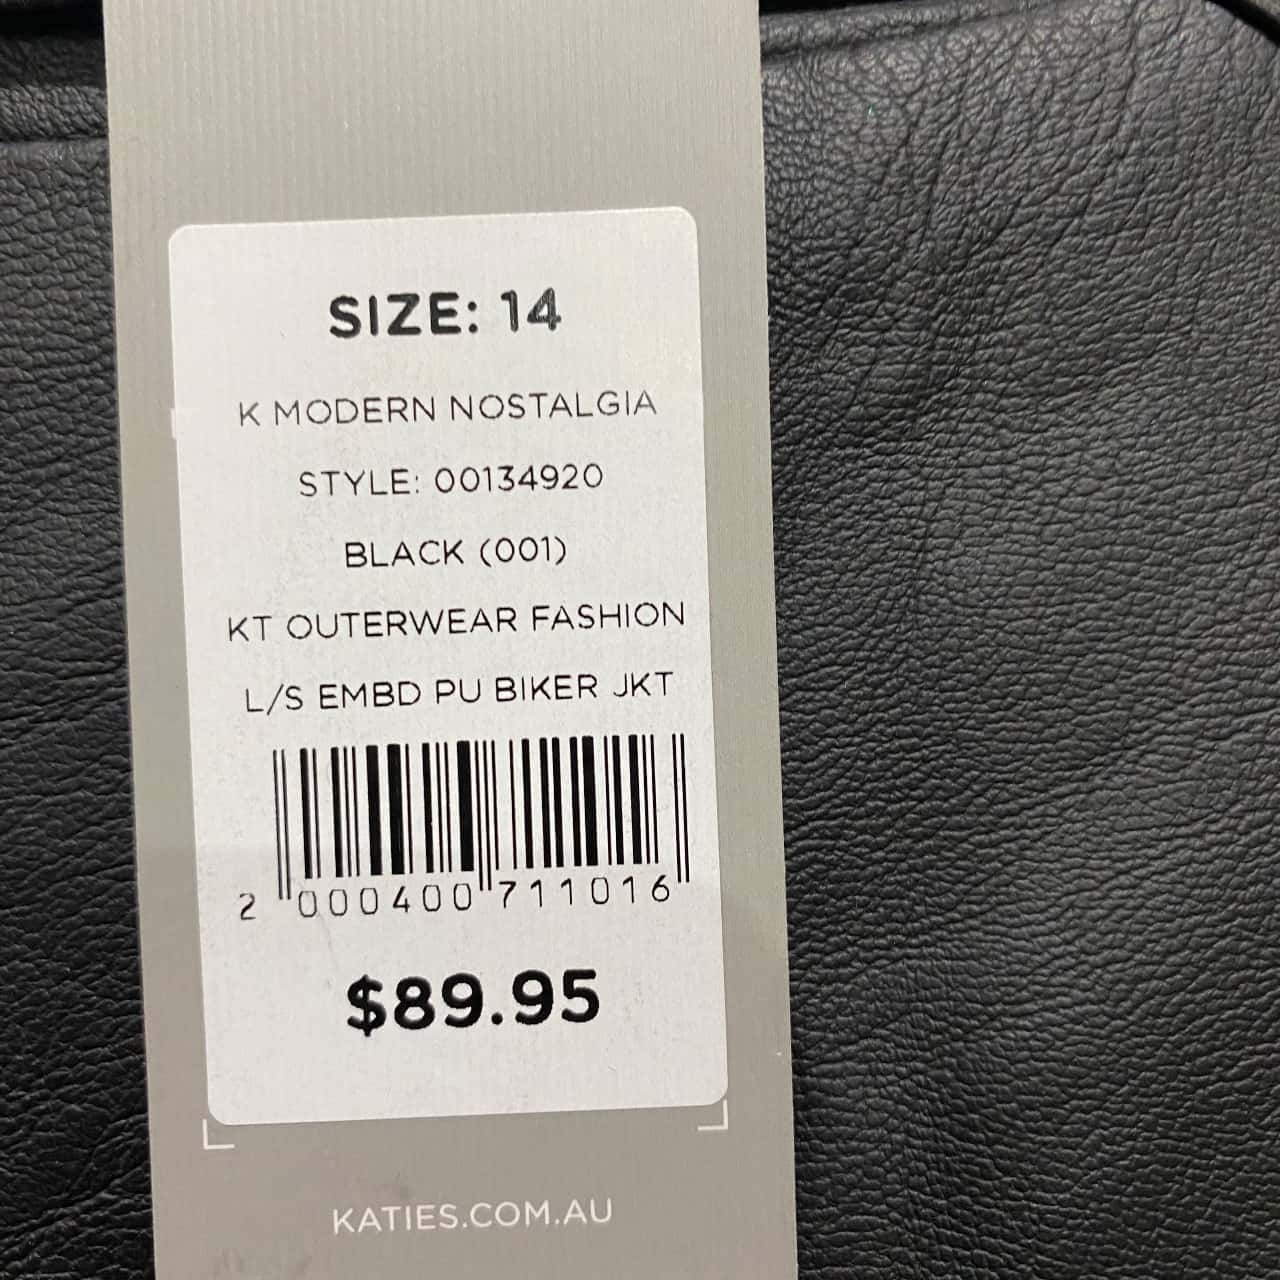 SIZE: 14
K MODERN NOSTALGIA
STYLE: 00134920
BLACK (001)
KT OUTERWEAR FASHION
L/S EMBD PU BIKER JKT
2 000400 711016
$89.95
KATIES.COM.AU